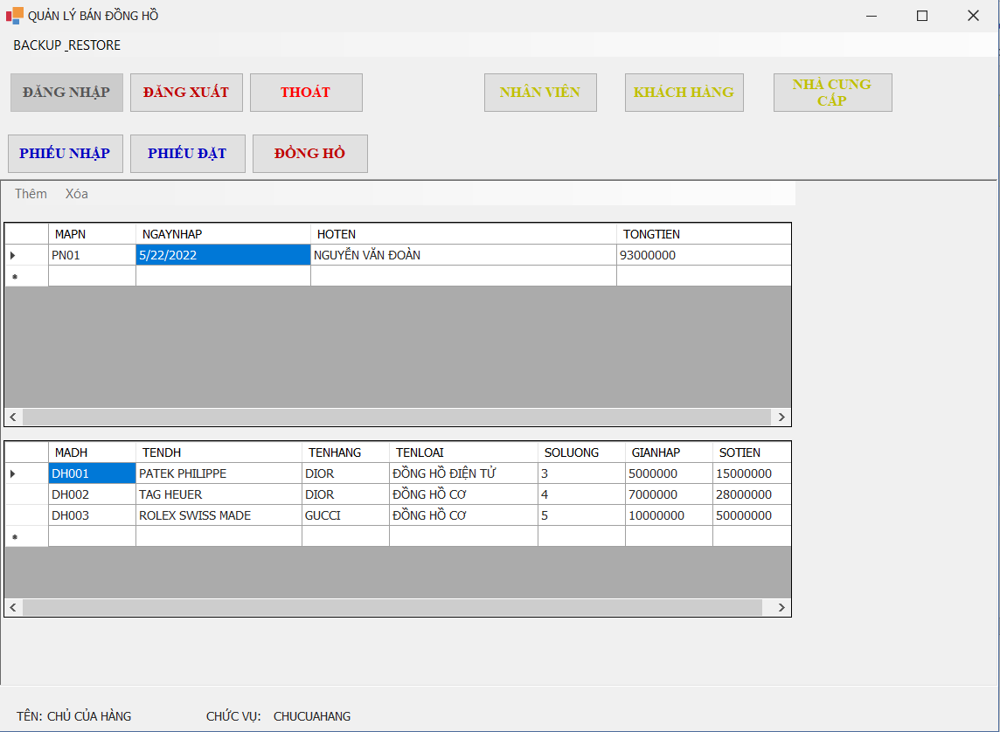 QUẢN LÝ BÁN ĐỒNG HỒ
BACKUP _RESTORE
ĐĂNG NHẬP ĐĂNG XUẤT THOÁT NHÂN VIÊN KHÁCH HÀNG NHÀ CUNG CẤP
PHIẾU NHẬP PHIẾU ĐẶT ĐỒNG HỒ
Thêm Xóa
MAPN NGAYNHAP HOTEN TONGTIEN
PN01 5/22/2022 NGUYỄN VĂN ĐOÀN 93000000
MADH TENDH TENHANG TENLOAI SOLUONG GIANHAP SOTIEN
DH001 PATEK PHILIPPE DIOR ĐỒNG HỒ ĐIỆN TỬ 3 5000000 15000000
DH002 TAG HEUER DIOR ĐỒNG HỒ CƠ 4 7000000 28000000
DH003 ROLEX SWISS MADE GUCCI ĐỒNG HỒ CƠ 5 10000000 50000000
TÊN: CHỦ CỦA HÀNG CHỨC VỤ: CHUCUAHANG